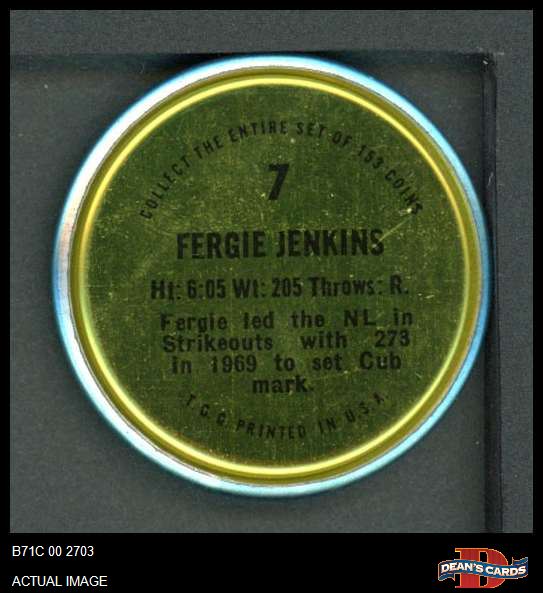 COLLECT THE ENTIRE SET OF 153 COINS
7
FERGIE JENKINS
Ht: 6:05 Wt: 205 Throws: R.
Fergie led the NL in
Strikeouts with 273
in 1969 to set Cub
mark.
T.C.G. PRINTED IN U.S.A.
B71C 00 2703
ACTUAL IMAGE
D
DEAN'S CARDS